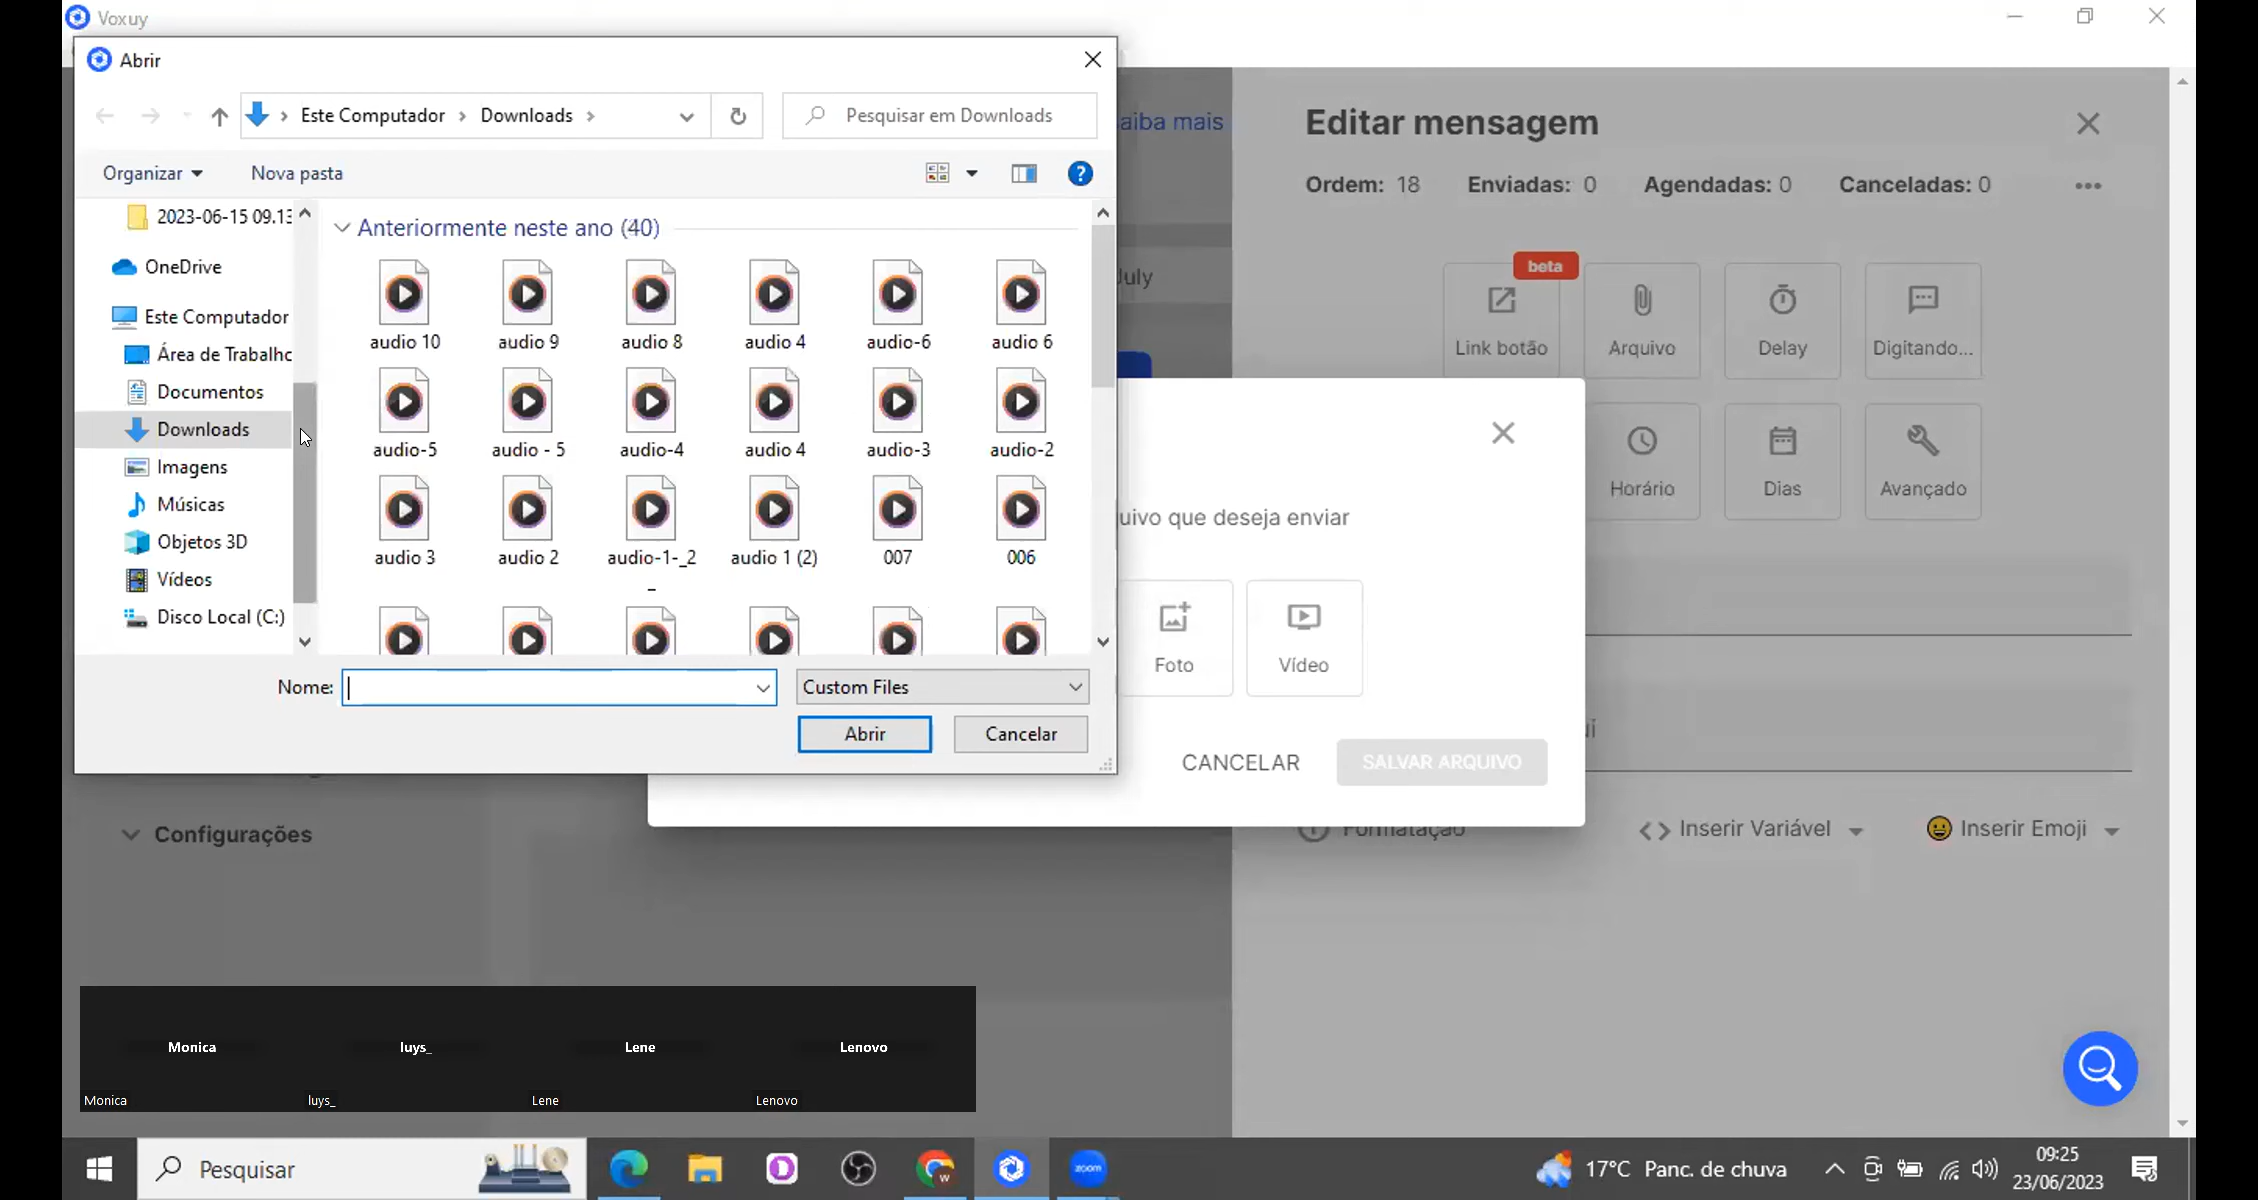 Voxuy
Abrir
Este Computador
Downloads
Pesquisar em Downloads
Organizar
Nova pasta
2023-06-15 09.13
OneDrive
Este Computador
Área de Trabalho
Documentos
Downloads
Imagens
Músicas
Objetos 3D
Vídeos
Disco Local (C:)
Anteriormente neste ano (40)
audio 10
audio 9
audio 8
audio 4
audio-6
audio 6
audio-5
audio - 5
audio-4
audio 4
audio-3
audio-2
audio 3
audio 2
audio-1-_2
_
audio 1 (2)
007
006
Nome:
Custom Files
Abrir
Cancelar
aiba mais
July
Editar mensagem
Ordem: 18
Enviadas: 0
Agendadas: 0
Canceladas: 0
beta
Link botão
Arquivo
Delay
Digitando...
Horário
Dias
Avançado
uivo que deseja enviar
Foto
Vídeo
CANCELAR
SALVAR ARQUIVO
Formatação
Inserir Variável
Inserir Emoji
Configurações
Monica
luys_
Lene
Lenovo
Monica
luys_
Lene
Lenovo
Pesquisar
zoom
17°C Panc. de chuva
09:25
23/06/2023